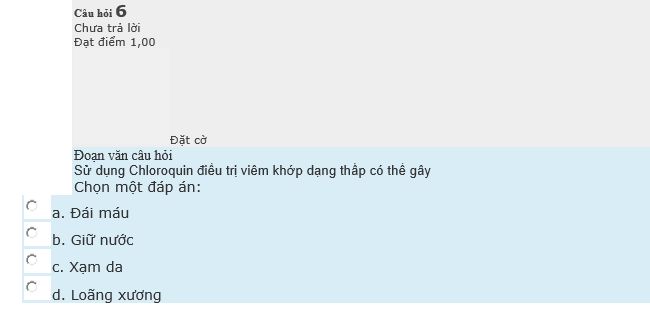 Câu hỏi 6
Chưa trả lời
Đạt điểm 1,00
Đặt cờ
Đoạn văn câu hỏi
Sử dụng Chloroquin điều trị viêm khớp dạng thấp có thể gây
Chọn một đáp án:
a. Đái máu
b. Giữ nước
c. Xạm da
d. Loãng xương